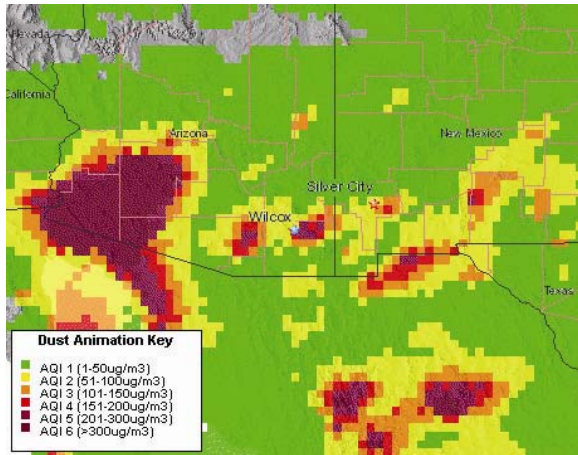 Nevada
California
Arizona
New Mexico
Silver City
Wilcox
Texas
Dust Animation Key
AQI 1 (1-50ug/m3)
AQI 2 (51-100ug/m3)
AQI 3 (101-150ug/m3)
AQI 4 (151-200ug/m3)
AQI 5 (201-300ug/m3)
AQI 6 (>300ug/m3)